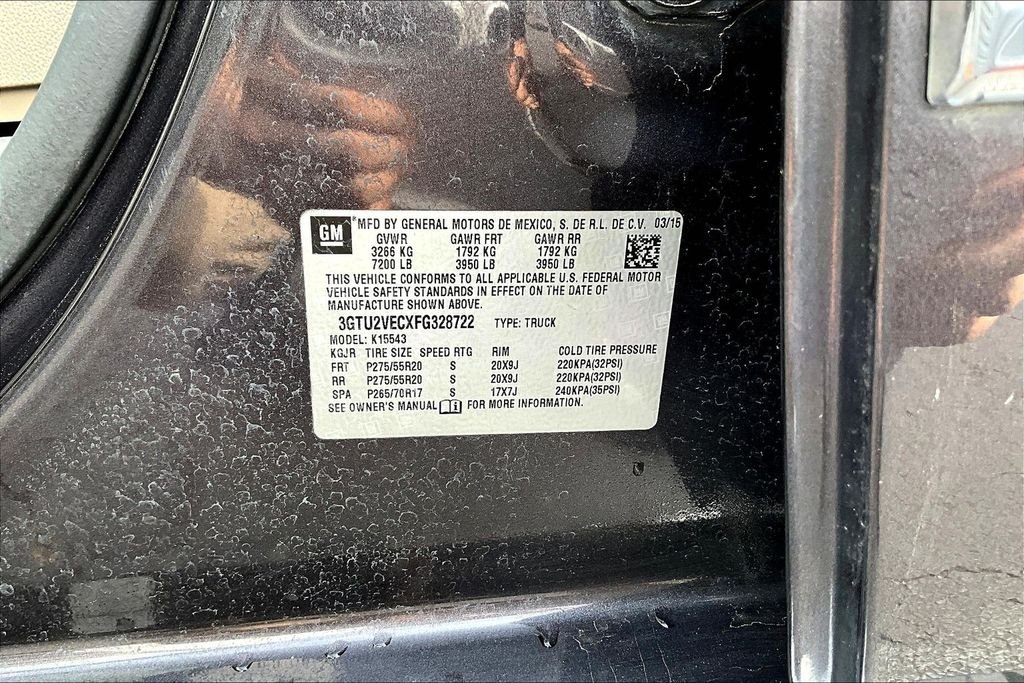 GM ® MFD BY GENERAL MOTORS DE MEXICO, S. DE R.L. DE C.V. 03/15
GVWR GAWR FRT GAWR RR
3266 KG 1792 KG 1792 KG
7200 LB 3950 LB 3950 LB
THIS VEHICLE CONFORMS TO ALL APPLICABLE U.S. FEDERAL MOTOR
VEHICLE SAFETY STANDARDS IN EFFECT ON THE DATE OF
MANUFACTURE SHOWN ABOVE.
3GTU2VECXFG328722 TYPE: TRUCK
MODEL: K15543
KGJR TIRE SIZE SPEED RTG RIM COLD TIRE PRESSURE
FRT P275/55R20 S 20X9J 220KPA(32PSI)
RR P275/55R20 S 20X9J 220KPA(32PSI)
SPA P265/70R17 S 17X7J 240KPA(35PSI)
SEE OWNER'S MANUAL FOR MORE INFORMATION.